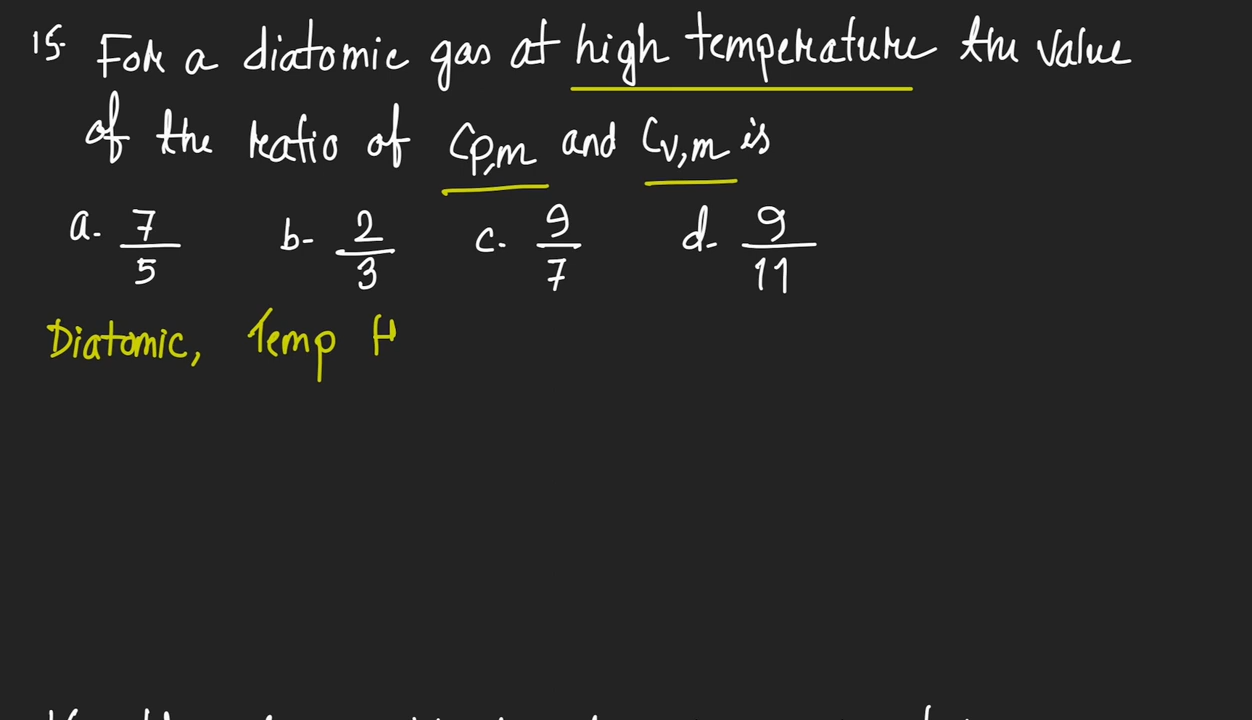 15. For a diatomic gas at high temperature the value
of the ratio of Cp,m and Cv,m is
a. 7/5 b. 2/3 c. 9/7 d. 9/11
Diatomic, Temp H